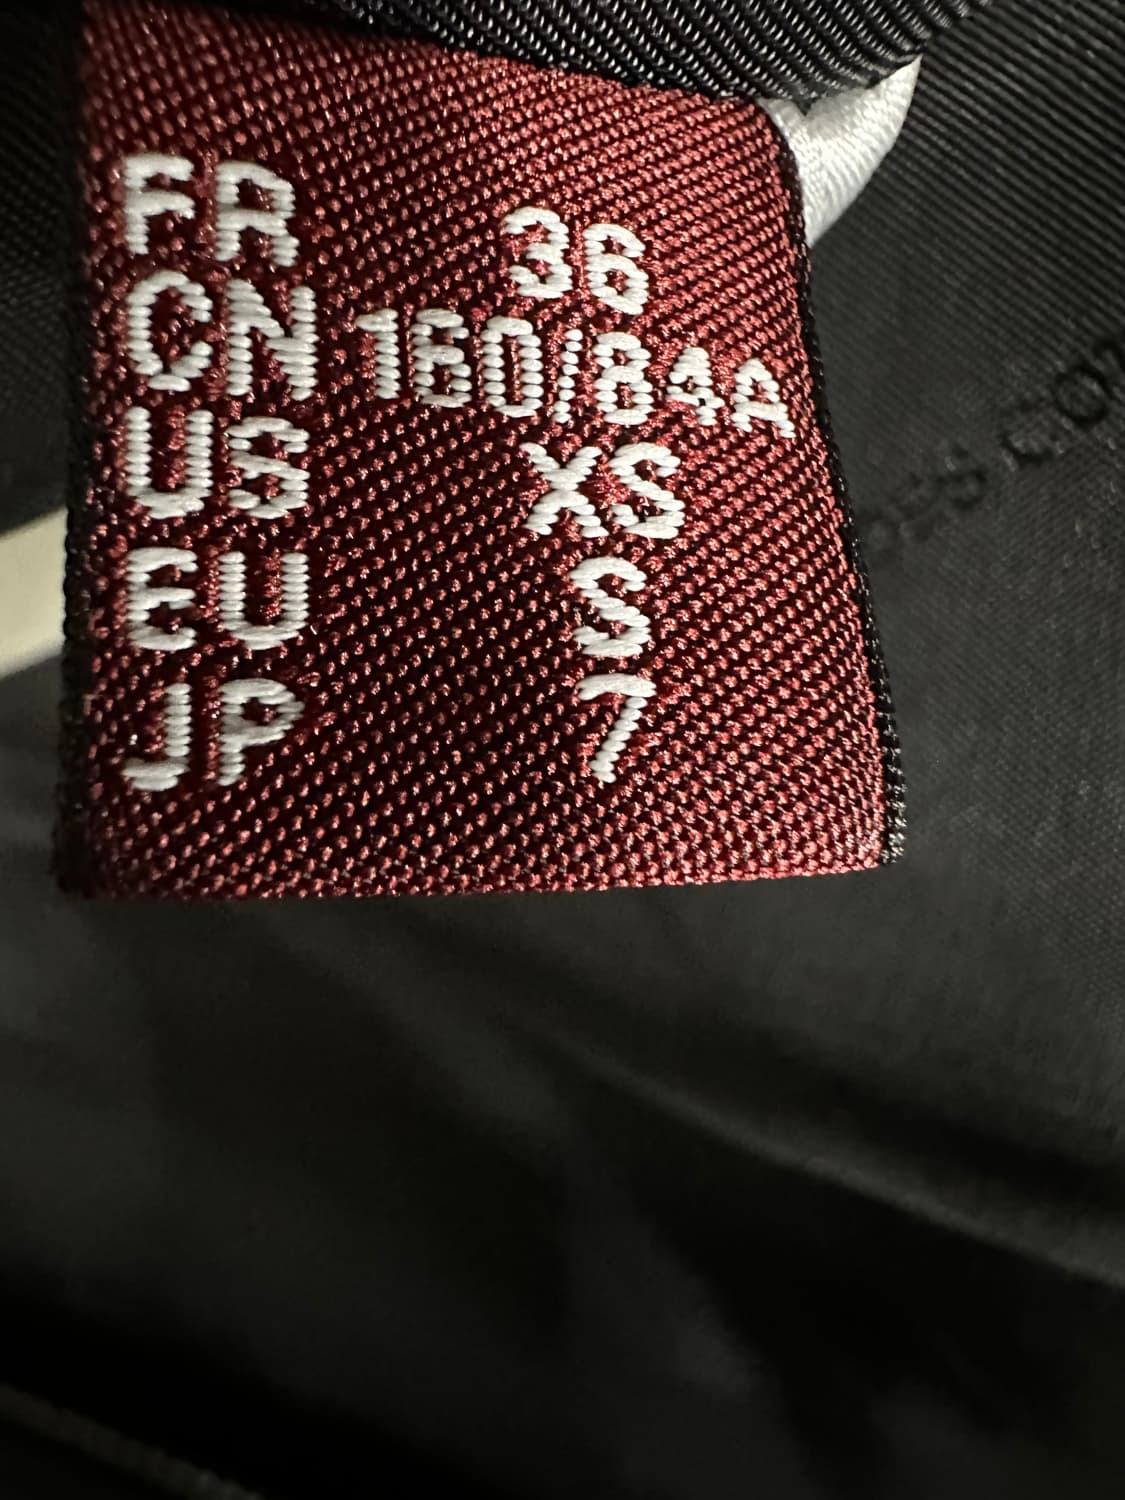 FR 36
CN 160/84A
US XS
EU S
JP 7